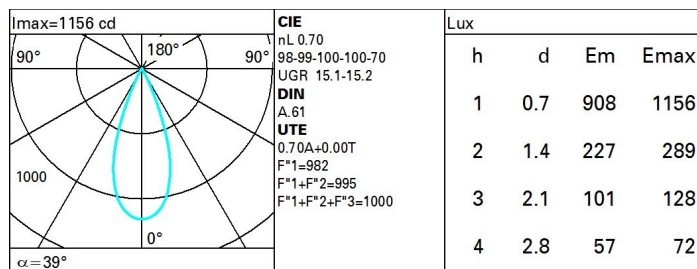 Imax=1156 cd
90° 180° 90°
1000
0°
α=39°
CIE
nL 0.70
98-99-100-100-70
UGR 15.1-15.2
DIN
A.61
UTE
0.70A+0.00T
F"1=982
F"1+F"2=995
F"1+F"2+F"3=1000
Lux
h d Em Emax
1 0.7 908 1156
2 1.4 227 289
3 2.1 101 128
4 2.8 57 72